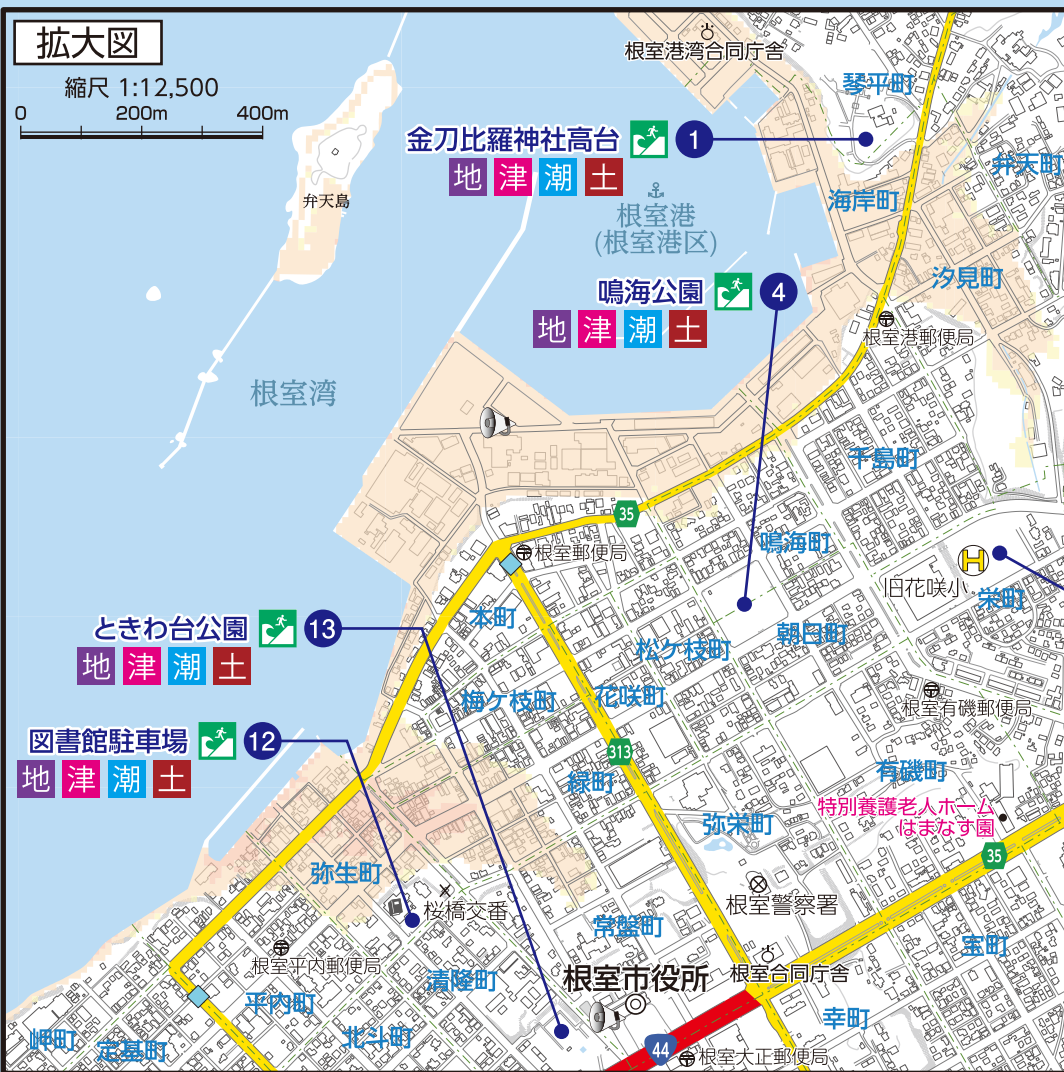 拡大図
縮尺 1:12,500
0 200m 400m
根室港湾合同庁舎
琴平町
金刀比羅神社高台 1
地 津 潮 土
弁天町
弁天島
海岸町
根室港
(根室港区)
汐見町
鳴海公園 4
地 津 潮 土
根室港郵便局
根室湾
千島町
35
鳴海町
根室郵便局
旧花咲小
H
栄町
ときわ台公園 13
地 津 潮 土
本町
朝日町
松ケ枝町
梅ケ枝町
花咲町
根室有磯郵便局
図書館駐車場 12
地 津 潮 土
313
緑町
有磯町
特別養護老人ホーム
はまなす園
弥栄町
35
弥生町
桜橋交番
根室警察署
常盤町
宝町
根室平内郵便局
清隆町
根室市役所
根室合同庁舎
平内町
幸町
岬町
定基町
北斗町
44
根室大正郵便局